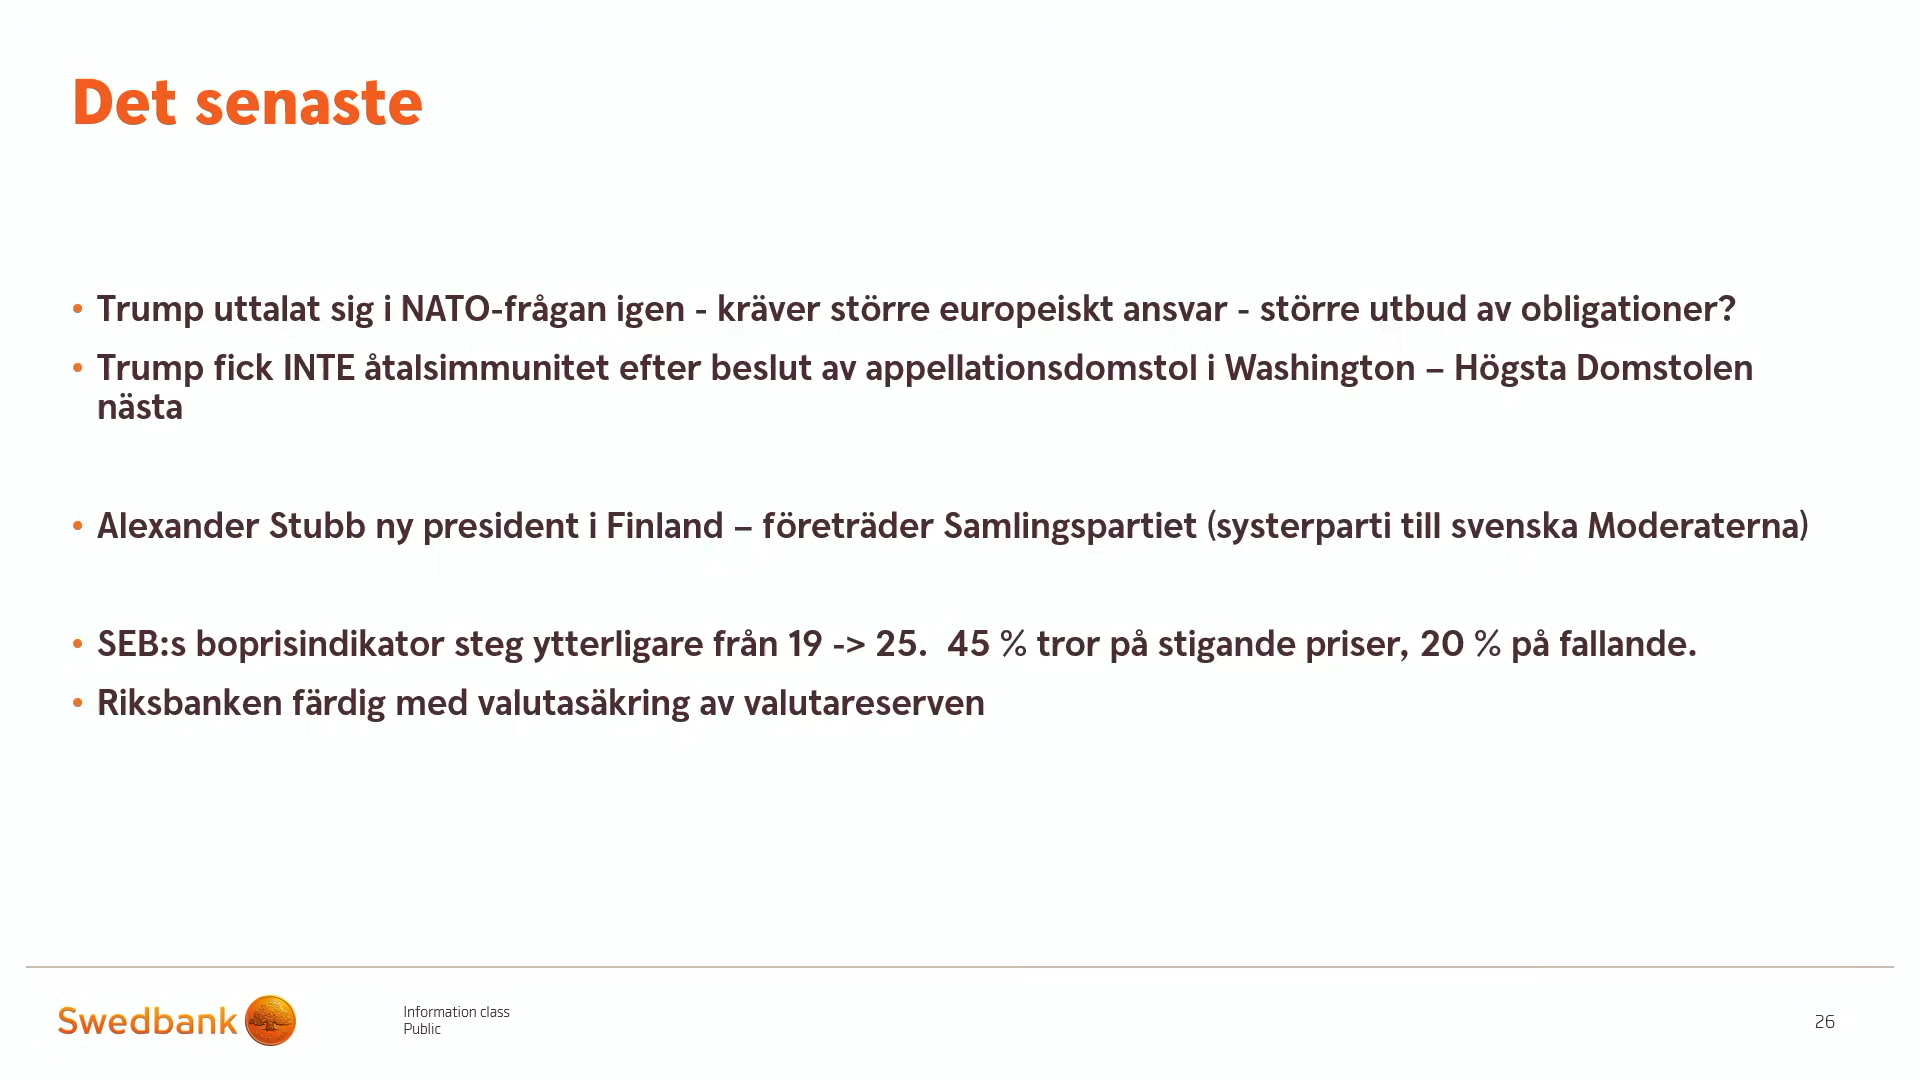 Det senaste
• Trump uttalat sig i NATO-frågan igen - kräver större europeiskt ansvar - större utbud av obligationer?
• Trump fick INTE åtalsimmunitet efter beslut av appellationsdomstol i Washington – Högsta Domstolen
nästa
• Alexander Stubb ny president i Finland – företräder Samlingspartiet (systerparti till svenska Moderaterna)
• SEB:s boprisindikator steg ytterligare från 19 -> 25.  45 % tror på stigande priser, 20 % på fallande.
• Riksbanken färdig med valutasäkring av valutareserven
Swedbank
Information class
Public
26